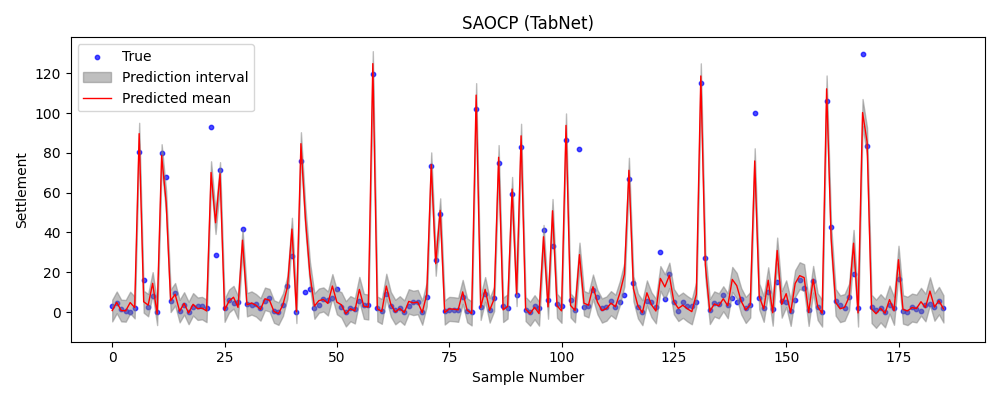 SAOCP (TabNet)
True
Prediction interval
Predicted mean
Settlement
120
100
80
60
40
20
0
0 25 50 75 100 125 150 175
Sample Number